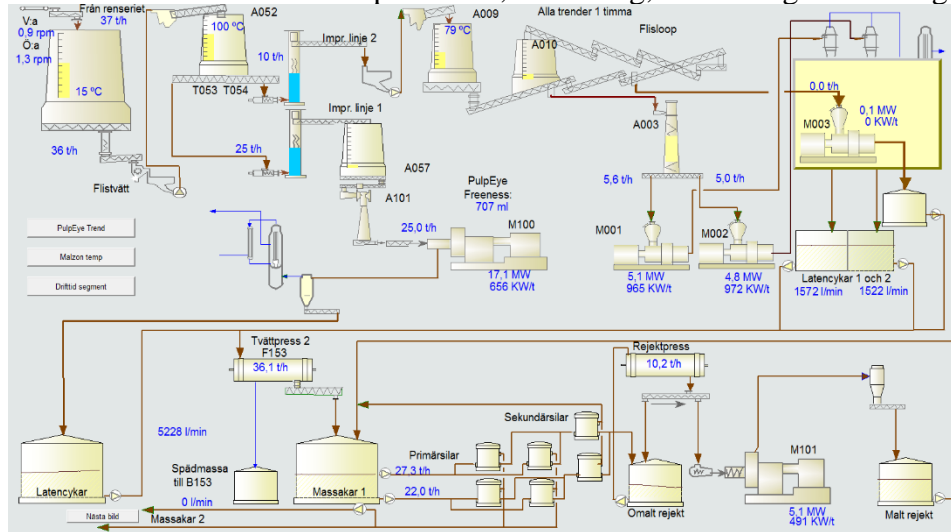 Från renseriet
37 t/h
V:a
0,9 rpm
Ö:a
1,3 rpm
15 ºC
36 t/h
Flistvätt
A052
100 ºC
T053 T054
10 t/h
25 t/h
Impr. linje 2
Impr. linje 1
A057
A101
25,0 t/h
A009
79 ºC
Alla trender 1 timma
A010
Flisloop
A003
5,6 t/h
5,0 t/h
PulpEye
Freeness:
707 ml
M100
17,1 MW
656 KW/t
M001
5,1 MW
965 KW/t
M002
4,8 MW
972 KW/t
0,0 t/h
0,1 MW
0 KW/t
M003
Latencykar 1 och 2
1572 l/min
1522 l/min
PulpEye Trend
Malzon temp
Drifttid segment
Tvättpress 2
F153
36,1 t/h
5228 l/min
Spädmassa
till B153
0 l/min
Latencykar
Nästa bild
Massakar 2
Massakar 1
Primärsilar
27,3 t/h
22,0 t/h
Sekundärsilar
Rejektpress
10,2 t/h
Omalt rejekt
M101
5,1 MW
491 KW/t
Malt rejekt